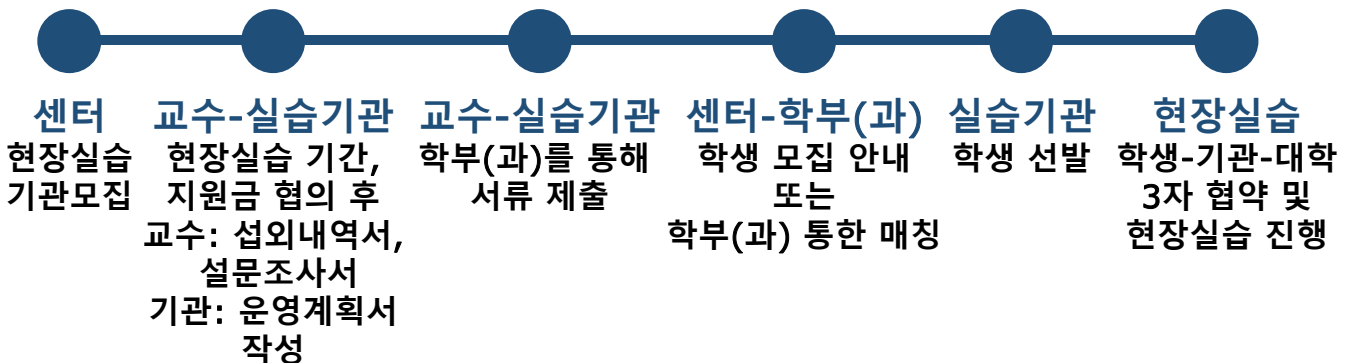 센터
현장실습
기관모집
교수-실습기관
현장실습 기간,
지원금 협의 후
교수: 섭외내역서,
설문조사서
기관: 운영계획서
작성
교수-실습기관
학부(과)를 통해
서류 제출
센터-학부(과)
학생 모집 안내
또는
학부(과) 통한 매칭
실습기관
학생 선발
현장실습
학생-기관-대학
3자 협약 및
현장실습 진행